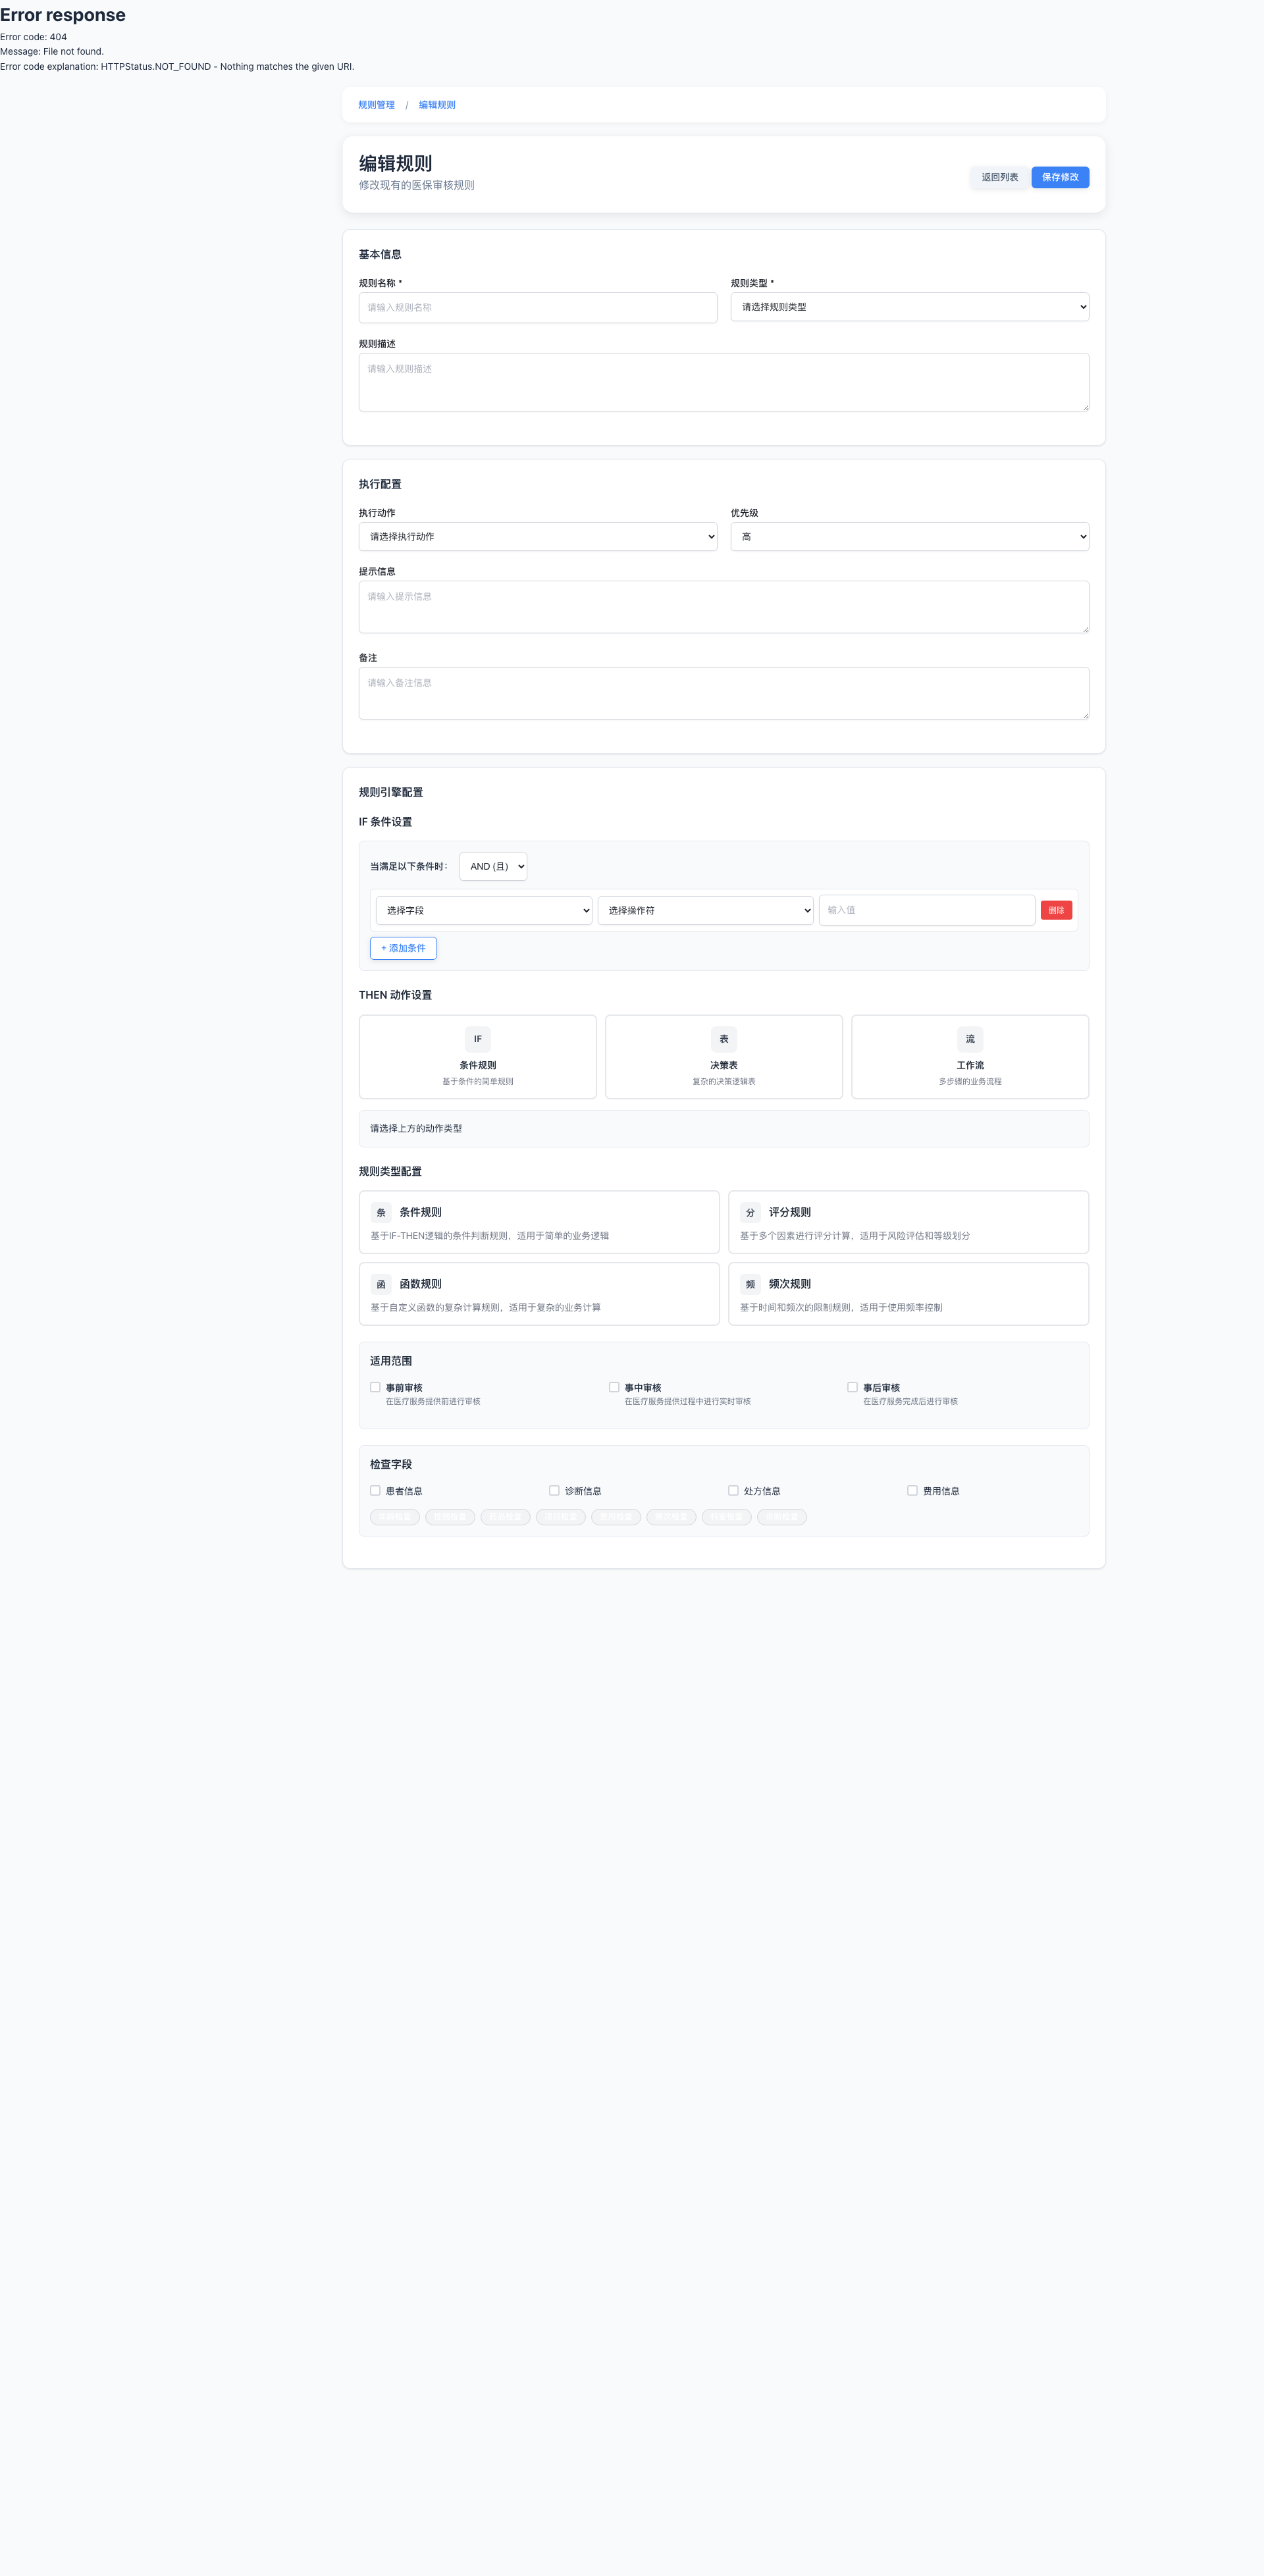 Error response
Error code: 404
Message: File not found.
Error code explanation: HTTPStatus.NOT_FOUND - Nothing matches the given URI.
规则管理 / 编辑规则
编辑规则
修改现有的医保审核规则
返回列表 保存修改
基本信息
规则名称 * 规则类型 *
请输入规则名称 请选择规则类型
规则描述
请输入规则描述
执行配置
执行动作 优先级
请选择执行动作 高
提示信息
请输入提示信息
备注
请输入备注信息
规则引擎配置
IF 条件设置
当满足以下条件时： AND (且)
选择字段 选择操作符 输入值 删除
+ 添加条件
THEN 动作设置
IF 表 流
条件规则 决策表 工作流
基于条件的简单规则 复杂的决策逻辑表 多步骤的业务流程
请选择上方的动作类型
规则类型配置
条 条件规则 分 评分规则
基于IF-THEN逻辑的条件判断规则，适用于简单的业务逻辑 基于多个因素进行评分计算，适用于风险评估和等级划分
函 函数规则 频 频次规则
基于自定义函数的复杂计算规则，适用于复杂的业务计算 基于时间和频次的限制规则，适用于使用频率控制
适用范围
事前审核 事中审核 事后审核
在医疗服务提供前进行审核 在医疗服务提供过程中进行实时审核 在医疗服务完成后进行审核
检查字段
患者信息 诊断信息 处方信息 费用信息